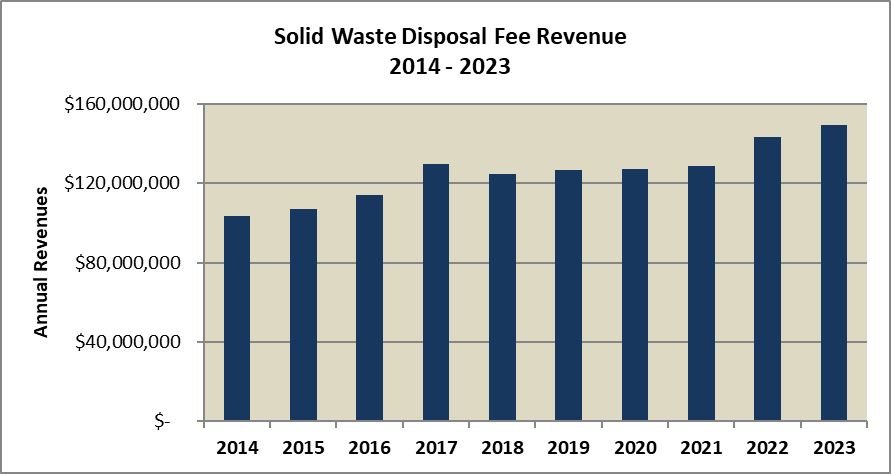 Solid Waste Disposal Fee Revenue
2014 - 2023
$160,000,000
$120,000,000
$80,000,000
$40,000,000
$-
Annual Revenues
2014 2015 2016 2017 2018 2019 2020 2021 2022 2023